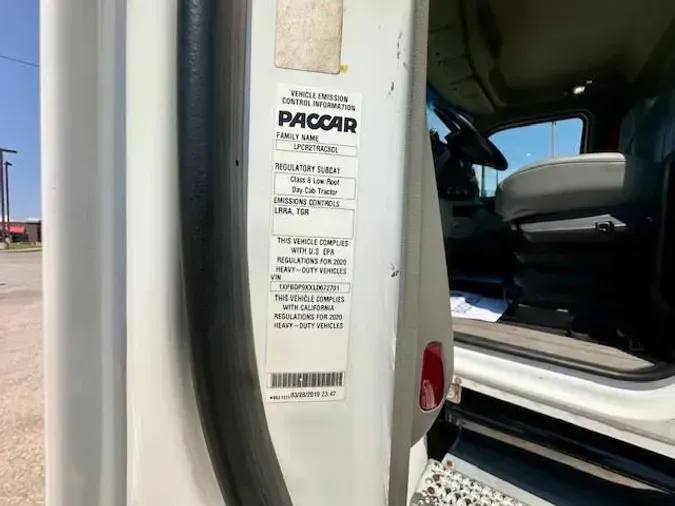 VEHICLE EMISSION
CONTROL INFORMATION
PACCAR
FAMILY NAME
LPCR2TRAC8DL
REGULATORY SUBCAT
Class 8 Low Roof
Day Cab Tractor
EMISSIONS CONTROLS
LRRA, TGR
THIS VEHICLE COMPLIES
WITH U.S EPA
REGULATIONS FOR 2020
HEAVY-DUTY VEHICLES
VIN
1XPBDP9XXLD672701
THIS VEHICLE COMPLIES
WITH CALIFORNIA
REGULATIONS FOR 2020
HEAVY-DUTY VEHICLES
03/28/2019 23:47